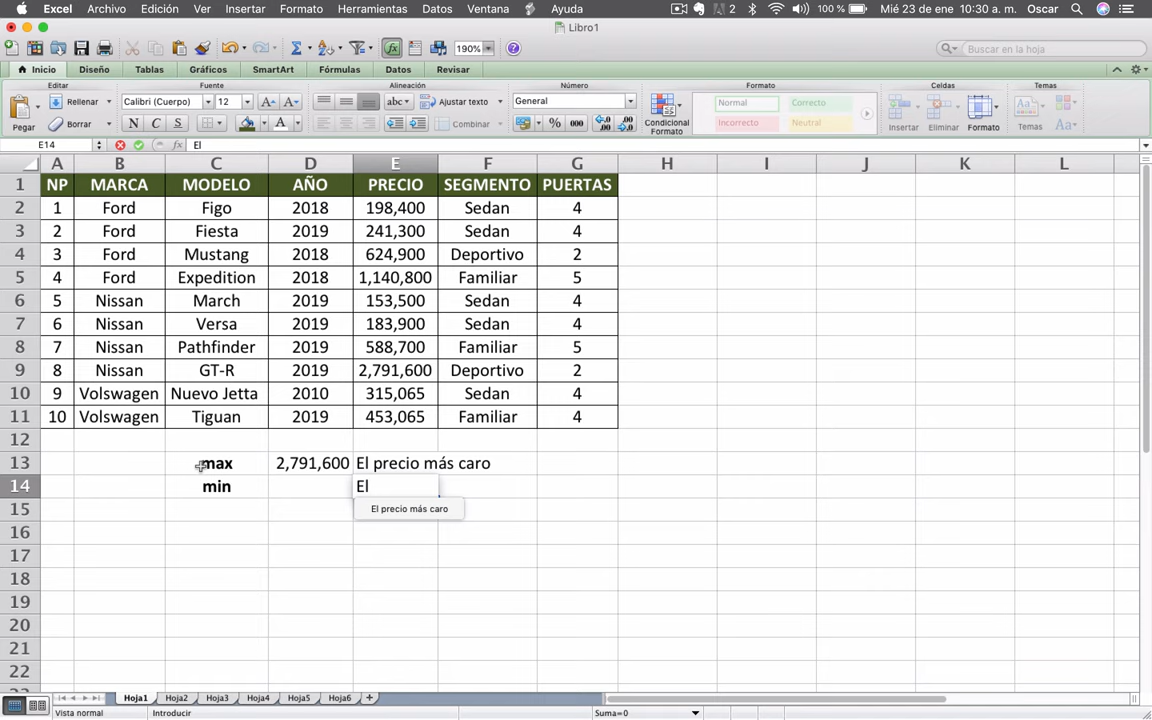 Excel Archivo Edición Ver Insertar Formato Herramientas Datos Ventana Ayuda 2 100 % Mié 23 de ene 10:30 a. m. Oscar
Libro1
190% Buscar en la hoja
Inicio Diseño Tablas Gráficos SmartArt Fórmulas Datos Revisar
Editar Fuente Alineación Número Formato Celdas Temas
Rellenar Calibri (Cuerpo) 12 A A abc Ajustar texto General Normal Correcto
Pegar Borrar N C S A Combinar % 000 Condicional Formato Incorrecto Neutral Insertar Eliminar Formato Temas Aa
E14 fx El
A B C D E F G H I J K L
1 NP MARCA MODELO AÑO PRECIO SEGMENTO PUERTAS
2 1 Ford Figo 2018 198,400 Sedan 4
3 2 Ford Fiesta 2019 241,300 Sedan 4
4 3 Ford Mustang 2018 624,900 Deportivo 2
5 4 Ford Expedition 2018 1,140,800 Familiar 5
6 5 Nissan March 2019 153,500 Sedan 4
7 6 Nissan Versa 2019 183,900 Sedan 4
8 7 Nissan Pathfinder 2019 588,700 Familiar 5
9 8 Nissan GT-R 2019 2,791,600 Deportivo 2
10 9 Volswagen Nuevo Jetta 2010 315,065 Sedan 4
11 10 Volswagen Tiguan 2019 453,065 Familiar 4
12
13 max 2,791,600 El precio más caro
14 min El
15 El precio más caro
16
17
18
19
20
21
22
Hoja1 Hoja2 Hoja3 Hoja4 Hoja5 Hoja6
Vista normal Introducir Suma=0